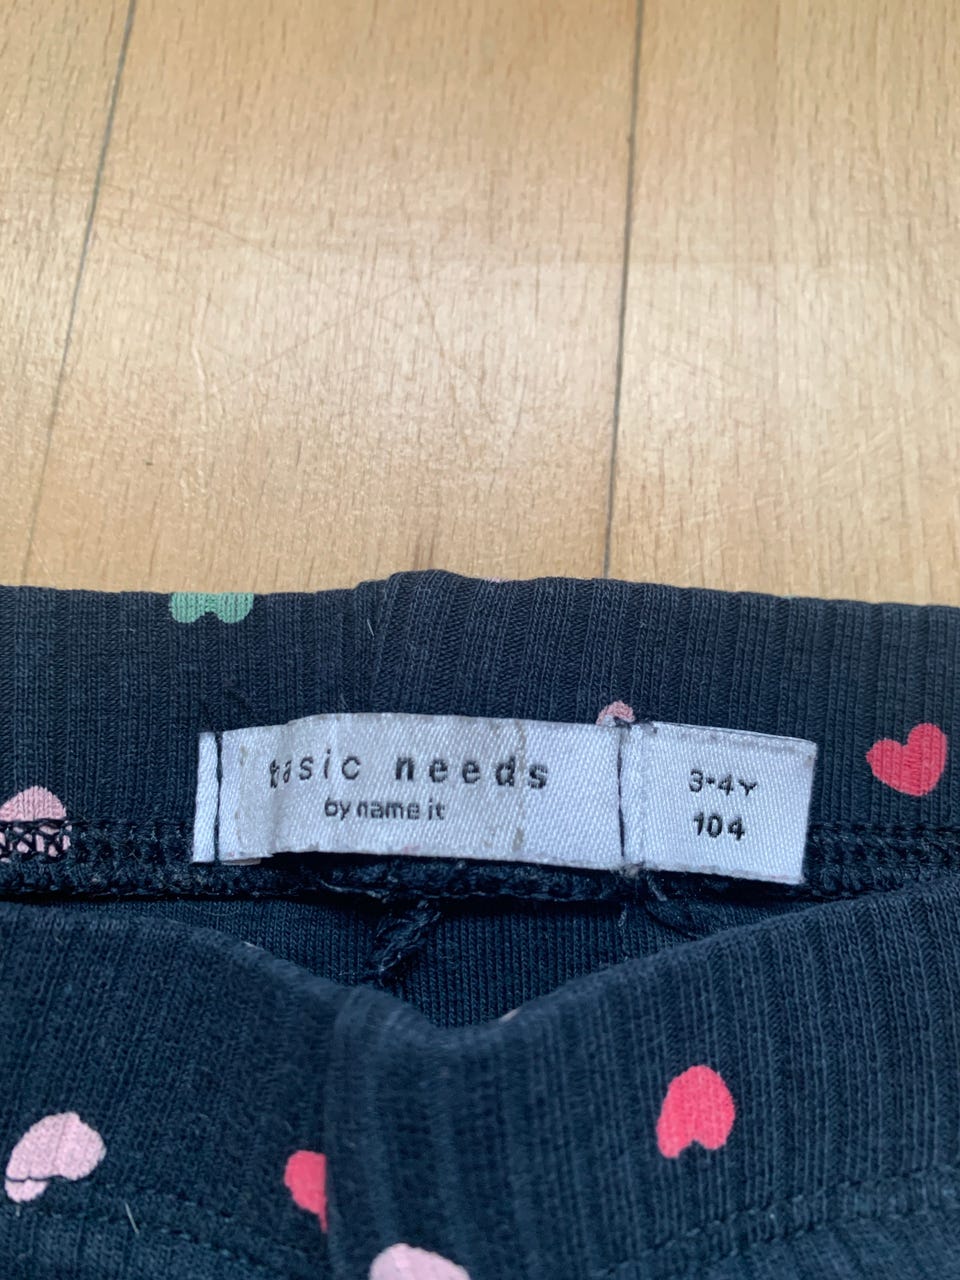 basic needs
by name it
3-4Y
104